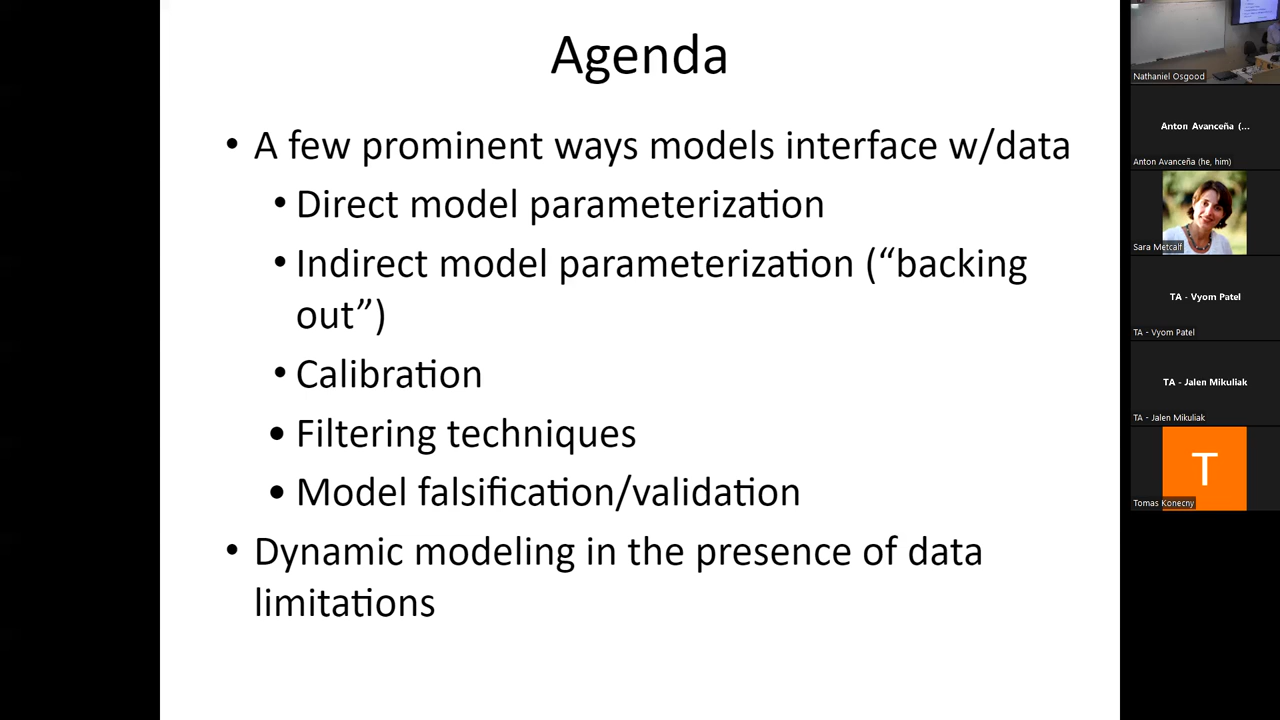 Agenda
• A few prominent ways models interface w/data
• Direct model parameterization
• Indirect model parameterization (“backing
out”)
• Calibration
• Filtering techniques
• Model falsification/validation
• Dynamic modeling in the presence of data
limitations
Nathaniel Osgood
Anton Avanceña (...
Anton Avanceña (he, him)
Sara Metcalf
TA - Vyom Patel
TA - Vyom Patel
TA - Jalen Mikuliak
TA - Jalen Mikuliak
T
Tomas Konecny